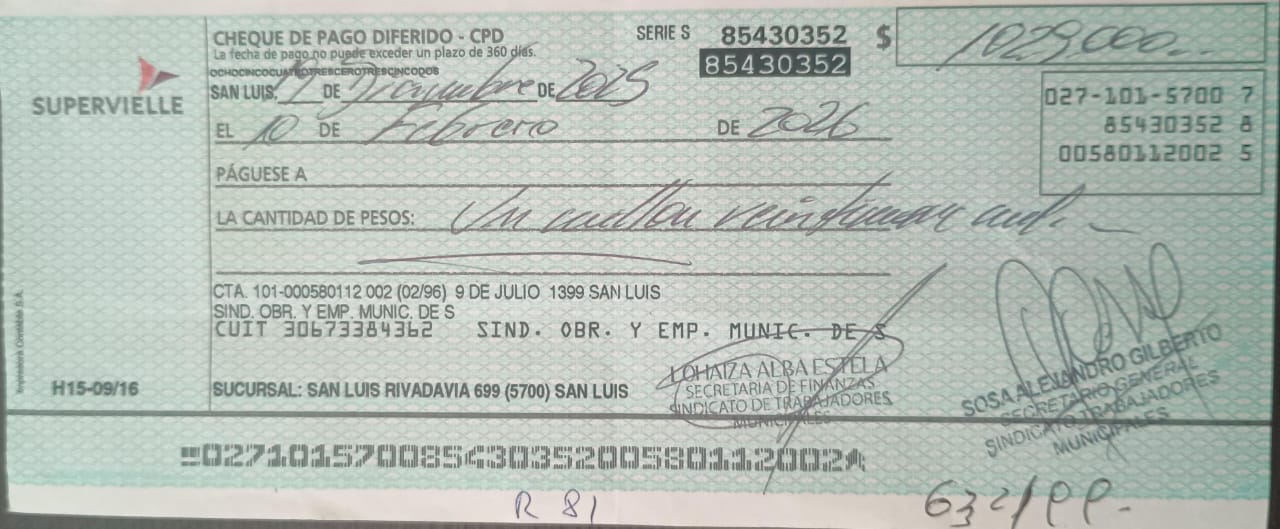 CHEQUE DE PAGO DIFERIDO - CPD
La fecha de pago no puede exceder un plazo de 360 días.
SERIE S 85430352
85430352
$ 1029.000
OCHOCINCOCUATROTRESCEROTRESCINCODOS
SUPERVIELLE
SAN LUIS, 17 DE Diciembre DE 2025
EL 10 DE Febrero DE 2026
027-101-5700 7
85430352 8
00580112002 5
PÁGUESE A
LA CANTIDAD DE PESOS: Un millon veintinueve mil.
CTA. 101-000580112 002 (02/96) 9 DE JULIO 1399 SAN LUIS
SIND. OBR. Y EMP. MUNIC. DE S
CUIT 30673384362 SIND. OBR. Y EMP. MUNIC. DE S
LOHAIZA ALBA ESTELA
SECRETARIA DE FINANZAS
SINDICATO DE TRABAJADORES
MUNICIPALES
SOSA ALEJANDRO GILBERTO
SECRETARIO GENERAL
SINDICATO TRABAJADORES
MUNICIPALES
H15-09/16
SUCURSAL: SAN LUIS RIVADAVIA 699 (5700) SAN LUIS
02710157008543035200580112002
R 81